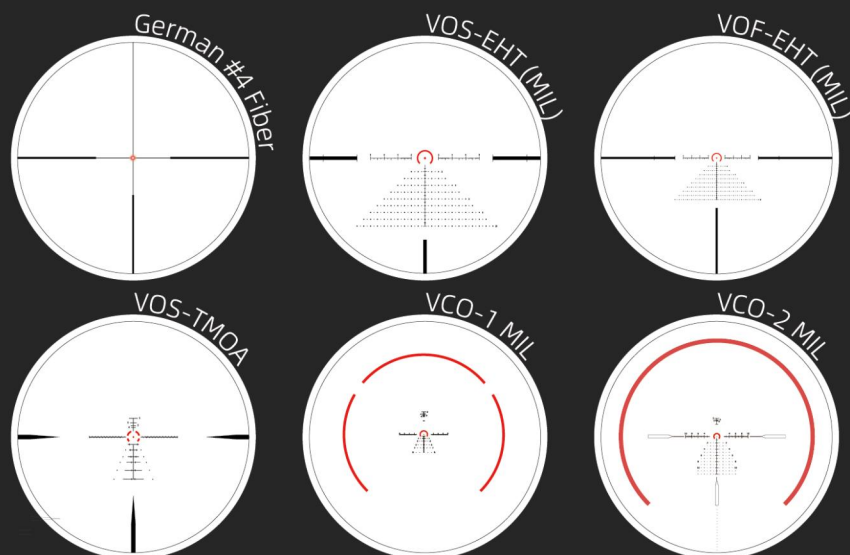 German #4 Fiber
VOS-EHT (MIL)
VOF-EHT (MIL)
VOS-TMOA
VCO-1 MIL
VCO-2 MIL